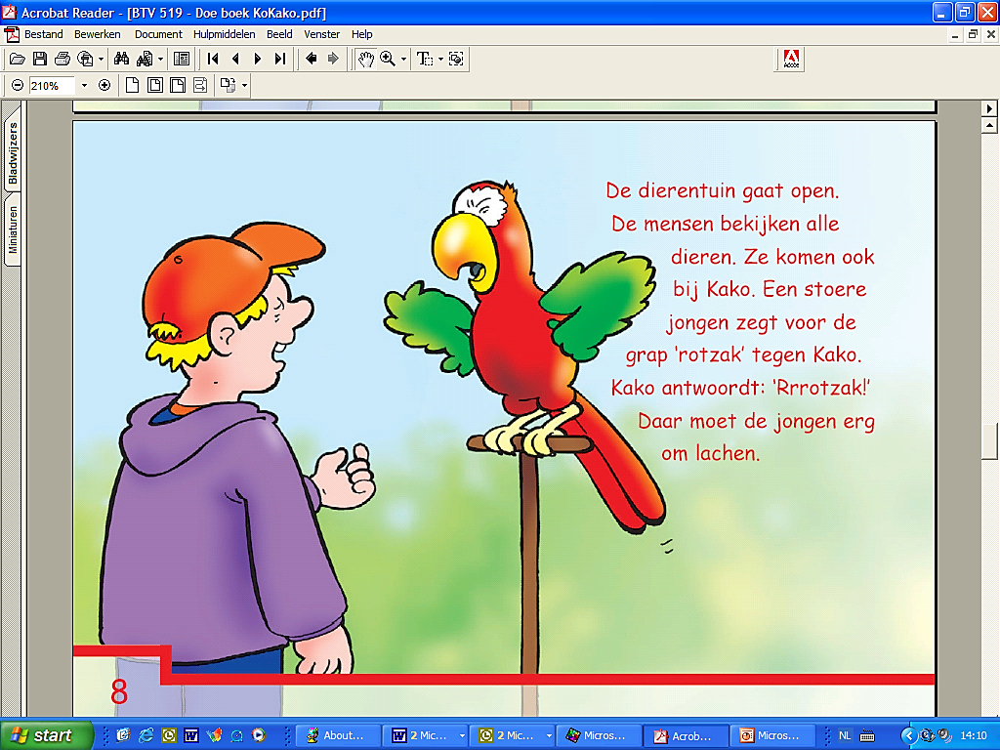 Acrobat Reader - [BTV 519 - Doe boek KoKako.pdf]
Bestand Bewerken Document Hulpmiddelen Beeld Venster Help
Adobe
210%
Bladwijzers
Miniaturen
De dierentuin gaat open.
De mensen bekijken alle
dieren. Ze komen ook
bij Kako. Een stoere
jongen zegt voor de
grap ‘rotzak’ tegen Kako.
Kako antwoordt: ‘Rrrotzak!’
Daar moet de jongen erg
om lachen.
8
start About... 2 Mic... 2 Mic... Micros... Acrob... Micros... NL 14:10